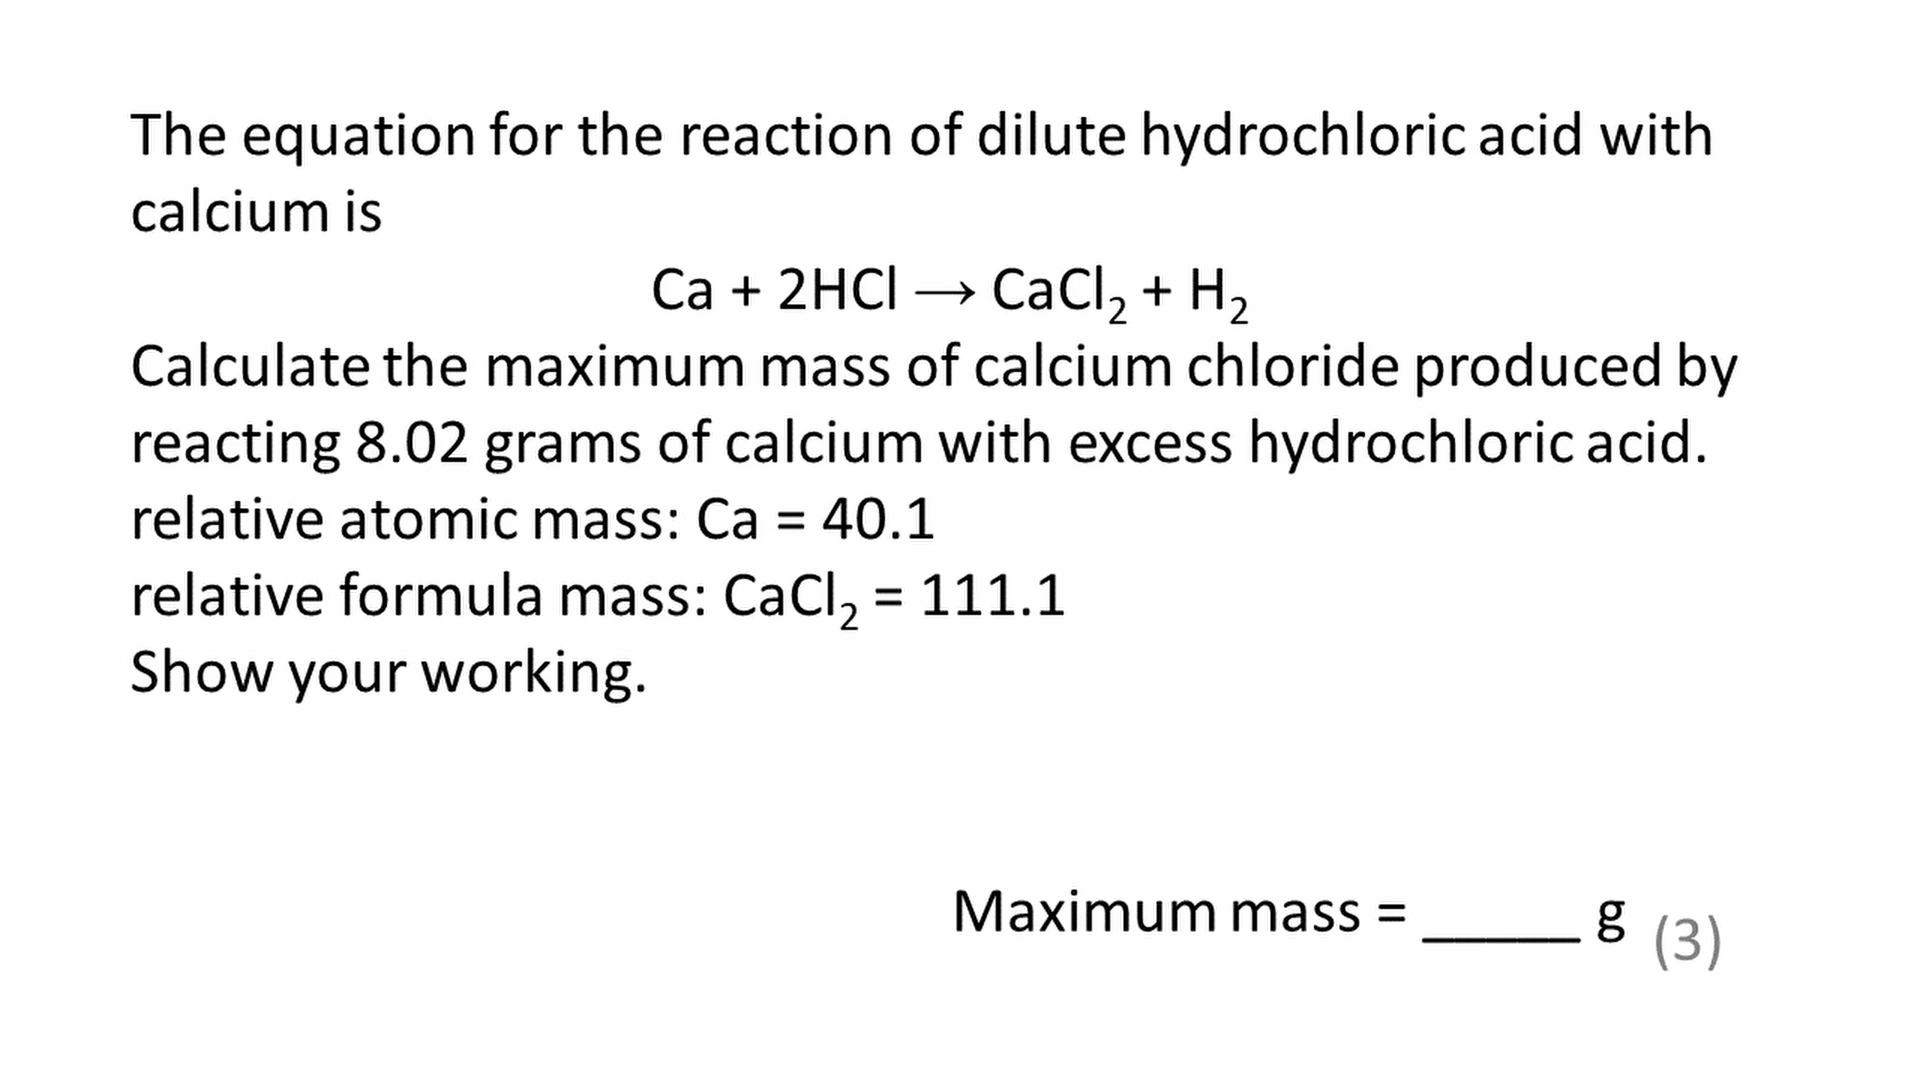 The equation for the reaction of dilute hydrochloric acid with
calcium is
Ca + 2HCl → CaCl₂ + H₂
Calculate the maximum mass of calcium chloride produced by
reacting 8.02 grams of calcium with excess hydrochloric acid.
relative atomic mass: Ca = 40.1
relative formula mass: CaCl₂ = 111.1
Show your working.
Maximum mass = _____ g (3)